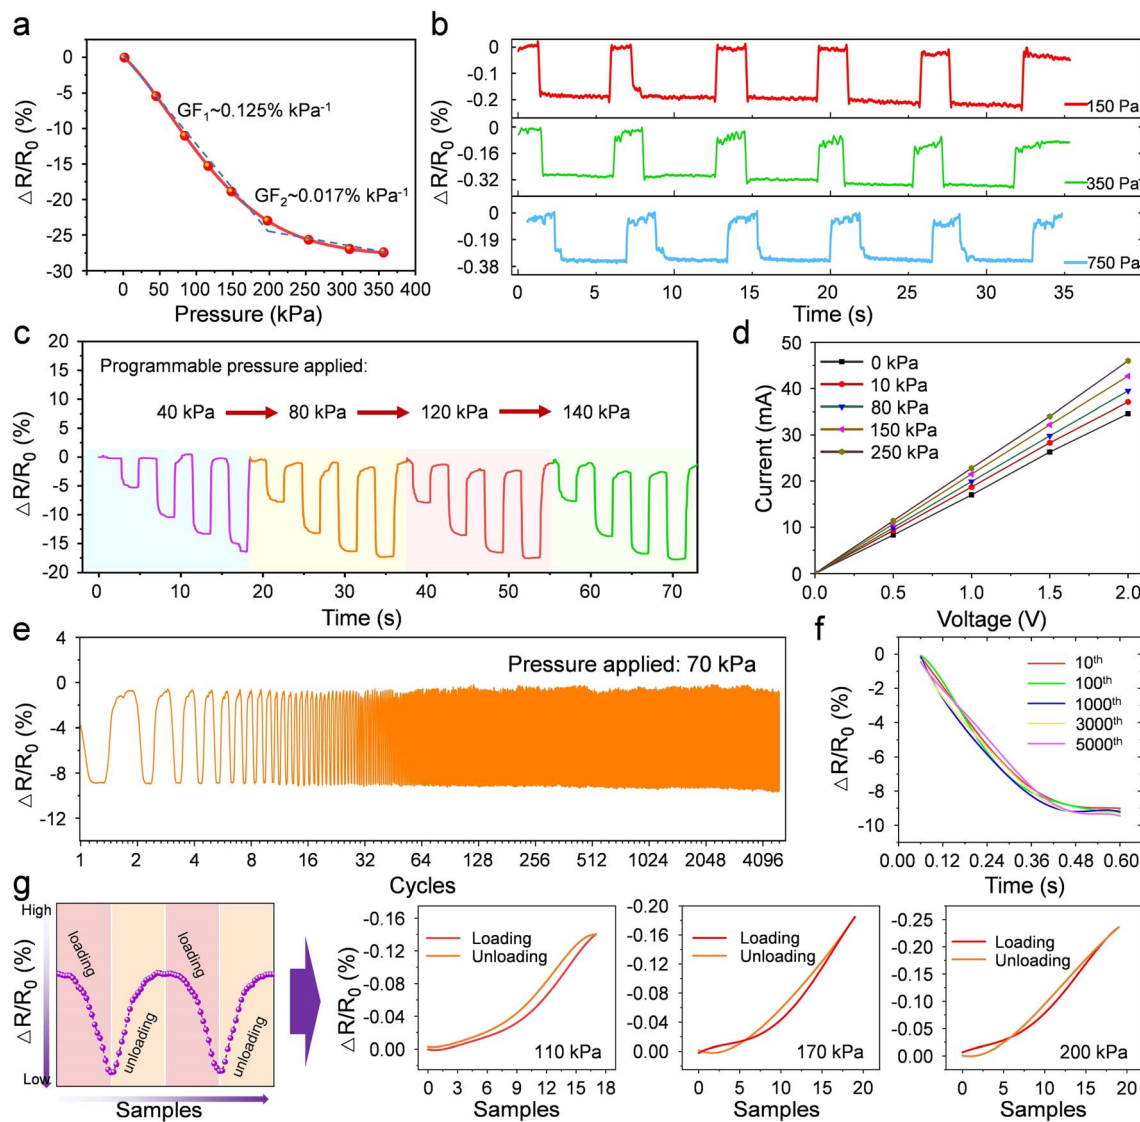 a
△R/R0 (%)
0
-5
-10
-15
-20
-25
-30
GF1~0.125% kPa-1
GF2~0.017% kPa-1
0 50 100 150 200 250 300 350 400
Pressure (kPa)
b
△R/R0 (%)
0
-0.1
-0.2
150 Pa
0
-0.16
-0.32
350 Pa
0
-0.19
-0.38
750 Pa
0 5 10 15 20 25 30 35
Time (s)
c
△R/R0 (%)
20
15
10
5
0
-5
-10
-15
-20
Programmable pressure applied:
40 kPa 80 kPa 120 kPa 140 kPa
0 10 20 30 40 50 60 70
Time (s)
d
Current (mA)
50
40
30
20
10
0
0 kPa
10 kPa
80 kPa
150 kPa
250 kPa
0.0 0.5 1.0 1.5 2.0
Voltage (V)
e
△R/R0 (%)
4
0
-4
-8
-12
Pressure applied: 70 kPa
1 2 4 8 16 32 64 128 256 512 1024 2048 4096
Cycles
f
△R/R0 (%)
0
-2
-4
-6
-8
-10
10th
100th
1000th
3000th
5000th
0.00 0.12 0.24 0.36 0.48 0.60
Time (s)
g
High
△R/R0 (%)
Low
loading
unloading
loading
unloading
Samples
△R/R0 (%)
-0.16
-0.12
-0.08
-0.04
0.00
Loading
Unloading
110 kPa
0 3 6 9 12 15 18
Samples
-0.20
-0.16
-0.12
-0.08
-0.04
0.00
Loading
Unloading
170 kPa
0 5 10 15 20
Samples
-0.25
-0.20
-0.15
-0.10
-0.05
0.00
Loading
Unloading
200 kPa
0 5 10 15 20
Samples